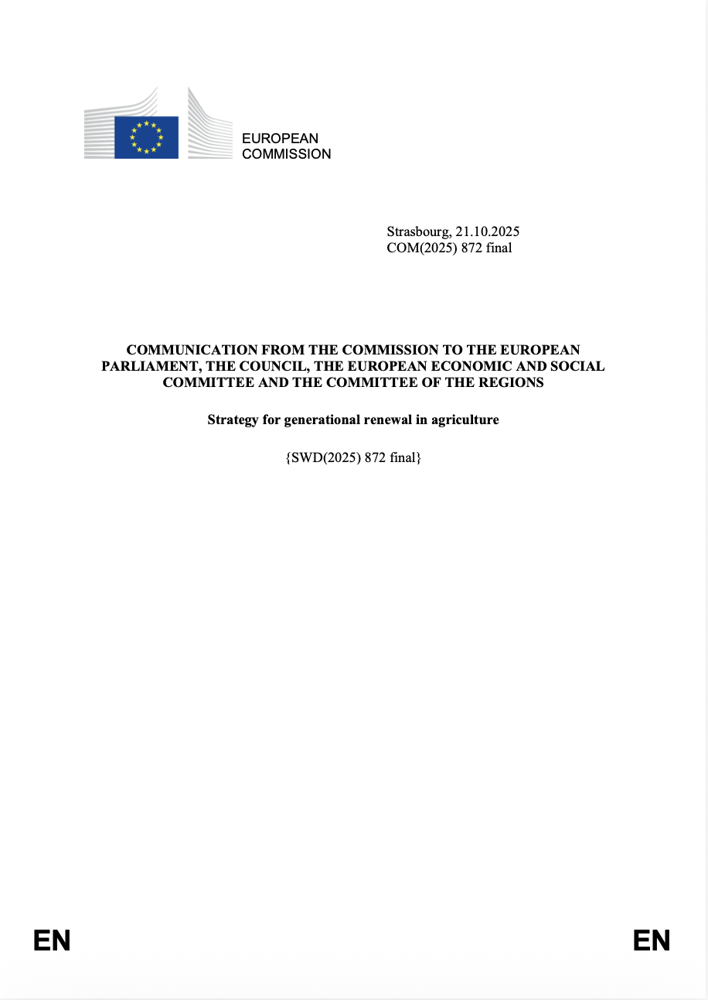 EUROPEAN
COMMISSION
Strasbourg, 21.10.2025
COM(2025) 872 final
COMMUNICATION FROM THE COMMISSION TO THE EUROPEAN
PARLIAMENT, THE COUNCIL, THE EUROPEAN ECONOMIC AND SOCIAL
COMMITTEE AND THE COMMITTEE OF THE REGIONS
Strategy for generational renewal in agriculture
{SWD(2025) 872 final}
EN
EN